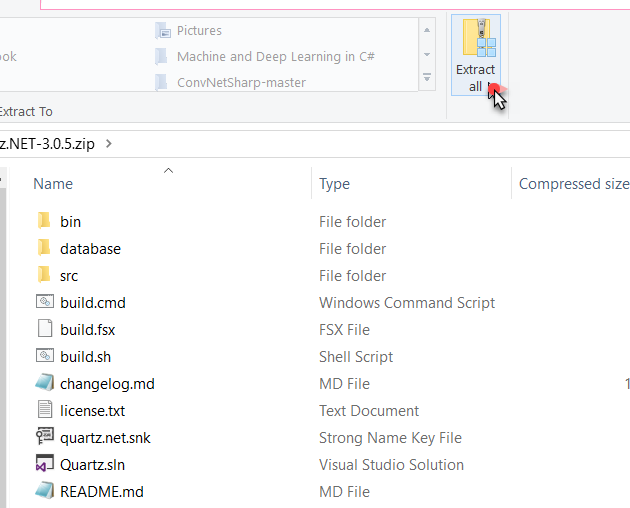 Pictures
ook
Machine and Deep Learning in C#
ConvNetSharp-master
Extract
all
Extract To
z.NET-3.0.5.zip
Name Type Compressed size
bin File folder
database File folder
src File folder
build.cmd Windows Command Script
build.fsx FSX File
build.sh Shell Script
changelog.md MD File 1
license.txt Text Document
quartz.net.snk Strong Name Key File
Quartz.sln Visual Studio Solution
README.md MD File